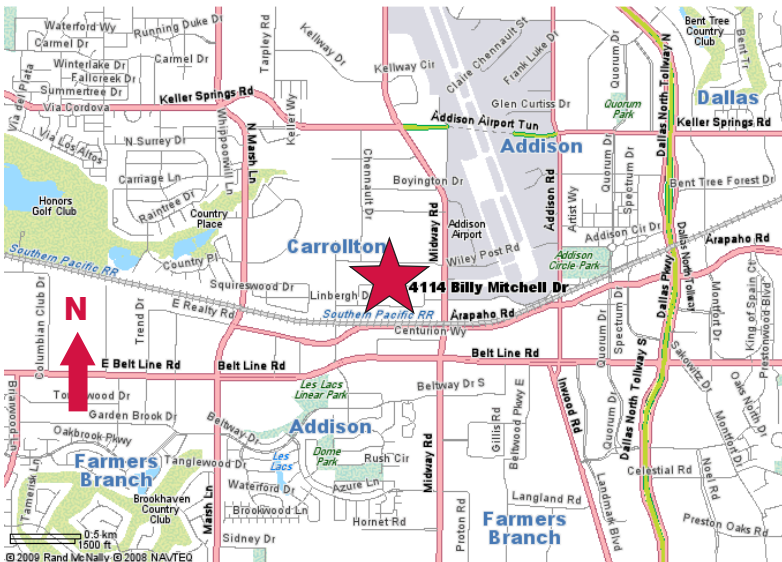 Waterford Wy
Running Duke Dr
Carmel Dr
Carmel Dr
Winterlake Dr
Fallcreek Dr
Summertree Dr
Via Cordova
Via del Plata
Keller Springs Rd
Tarpley Rd
Kellway Dr
Kellway Cir
Claire Chennault St
Frank Luke Dr
Quorum Dr
Dallas North Tollway N
Bent Tree
Country
Club
Bent Tr
Dallas
Keller Wy
Glen Curtiss Dr
Quorum
Park
Addison Airport Tun
Keller Springs Rd
Addison
Via Los Altos
N Surrey Dr
Whippoorwill Ln
N Marsh Ln
Chennault Dr
Carriage Ln
Boyington Dr
Quorum Dr
Spectrum Dr
Bent Tree Forest Dr
Honors
Golf Club
Raintree Dr
Country
Place
Midway Rd
Addison
Airport
Addison Rd
Artist Wy
Addison Cir Dr
Carrollton
Wiley Post Rd
Addison
Circle Park
Arapaho Rd
Dallas North Tollway
Southern Pacific RR
Country Pl
Squireswood Dr
Linbergh Dr
4114 Billy Mitchell Dr
Dallas Pkwy
N
Columbian Club Dr
Trend Dr
E Realty Rd
Southern Pacific RR
Arapaho Rd
Centurion Wy
Quorum Dr
Spectrum Dr
Montfort Dr
King of Spain Ct
Prestonwood Bl
E Belt Line Rd
Belt Line Rd
Belt Line Rd
Sakowitz Dr
Les Lacs
Linear Park
Beltway Dr S
Inwood Rd
Dallas North Tollway S
Oaks North Dr
Garden Brook Dr
Beltway Dr
Addison
Gillis Rd
Beltwood Pkwy E
Quorum Dr
Oakbrook Pkwy
Farmers
Branch
Tanglewood Dr
Les
Lacs
Dome
Park
Rush Cir
Midway Rd
Celestial Rd
Noel Rd
Montfort Dr
Tamerisk Ln
Brookhaven
Country
Club
Marsh Ln
Waterford Dr
Azure Ln
Brookwood Ln
Hornet Rd
Proton Rd
Langland Rd
Landmark Blvd
Farmers
Branch
Preston Oaks Rd
Sidney Dr
0.5 km
1500 ft
© 2009 Rand McNally © 2008 NAVTEQ